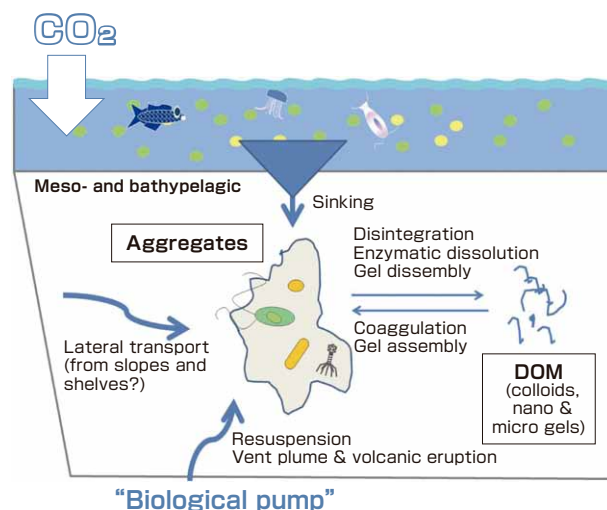 CO₂
Meso- and bathypelagic
Sinking
Aggregates
Disintegration
Enzymatic dissolution
Gel dissembly
Coaggulation
Gel assembly
Lateral transport
(from slopes and
shelves?)
DOM
(colloids,
nano &
micro gels)
Resuspension
Vent plume & volcanic eruption
“Biological pump”